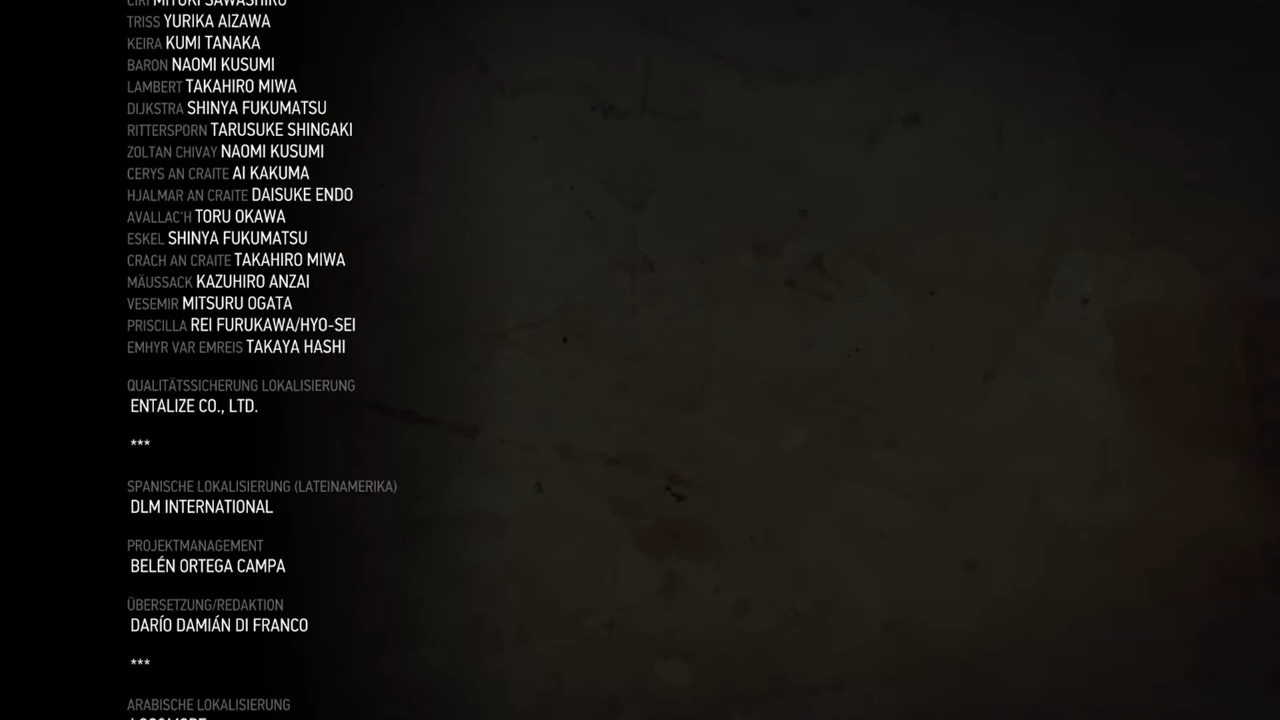 CIRI MIYUKI SAWASHIRO
TRISS YURIKA AIZAWA
KEIRA KUMI TANAKA
BARON NAOMI KUSUMI
LAMBERT TAKAHIRO MIWA
DIJKSTRA SHINYA FUKUMATSU
RITTERSPORN TARUSUKE SHINGAKI
ZOLTAN CHIVAY NAOMI KUSUMI
CERYS AN CRAITE AI KAKUMA
HJALMAR AN CRAITE DAISUKE ENDO
AVALLAC'H TORU OKAWA
ESKEL SHINYA FUKUMATSU
CRACH AN CRAITE TAKAHIRO MIWA
MÄUSSACK KAZUHIRO ANZAI
VESEMIR MITSURU OGATA
PRISCILLA REI FURUKAWA/HYO-SEI
EMHYR VAR EMREIS TAKAYA HASHI
QUALITÄTSSICHERUNG LOKALISIERUNG
ENTALIZE CO., LTD.
***
SPANISCHE LOKALISIERUNG (LATEINAMERIKA)
DLM INTERNATIONAL
PROJEKTMANAGEMENT
BELÉN ORTEGA CAMPA
ÜBERSETZUNG/REDAKTION
DARÍO DAMIÁN DI FRANCO
***
ARABISCHE LOKALISIERUNG